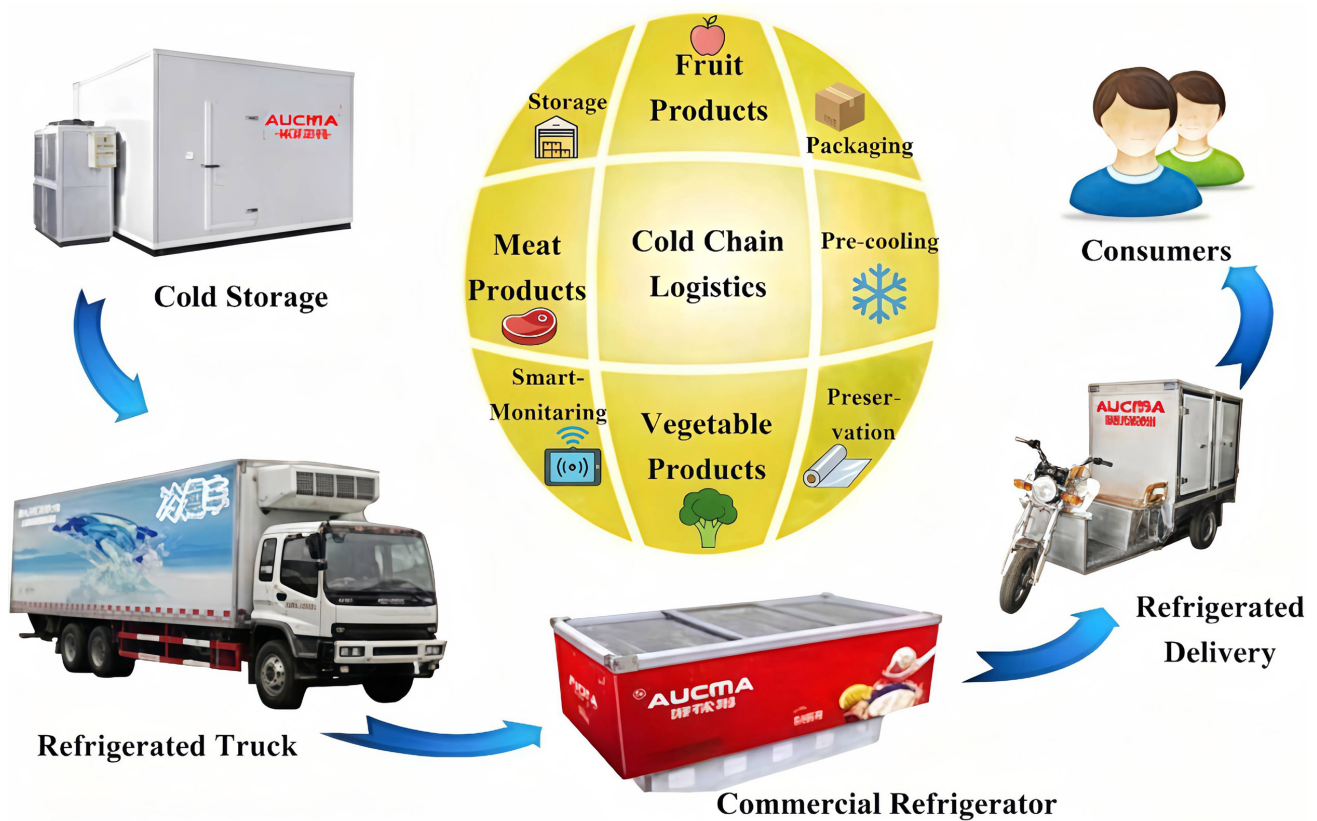 AUCMA
Cold Storage
Storage
Fruit
Products
Packaging
Meat
Products
Cold Chain
Logistics
Pre-cooling
Smart-
Monitaring
Vegetable
Products
Preser-
vation
Consumers
AUCMA
Refrigerated
Delivery
Refrigerated Truck
AUCMA
Commercial Refrigerator